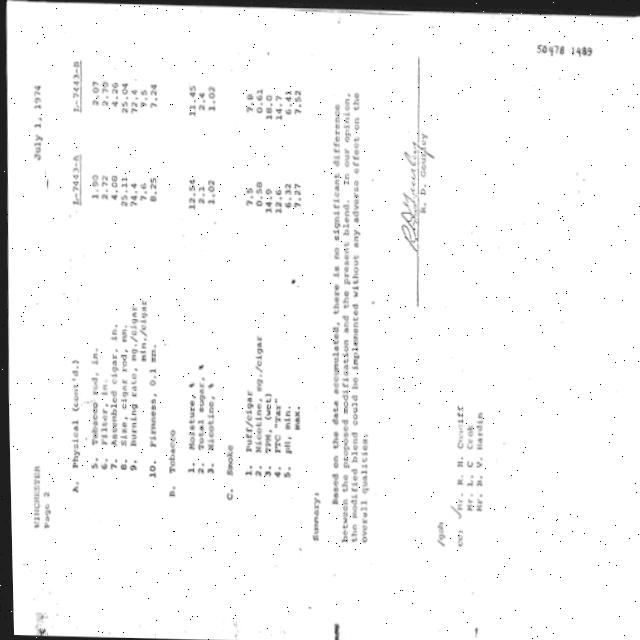 50478 1489
WINCHESTER
Page 2
July 1, 1974
L-7443-A L-7443-B
A. Physical (cont'd.)
5. Tobacco rod, in. 1.90 2.07
6. Filter, in. 2.72 2.79
7. Assembled cigar, in. 4.08 4.26
8. Size, cigar rod, mm. 25.11 25.04
9. Burning rate, mg./cigar 74.4 72.4
min./cigar 7.6 9.5
10. Firmness, 0.1 mm. 8.25 7.24
B. Tobacco
1. Moisture, % 12.54 11.45
2. Total sugar, % 2.1 2.4
3. Nicotine, % 1.02 1.02
C. Smoke
1. Puff/cigar 7.5 7.8
2. Nicotine, mg./cigar 0.58 0.61
3. TPM, (wet) 14.9 18.0
4. FTC "Tar" 12.6 14.7
5. pH, min. 6.32 6.41
max. 7.27 7.52
Summary:
Based on the data accumulated, there is no significant difference
between the proposed modification and the present blend. In our opinion,
the modified blend could be implemented without any adverse effect on the
overall qualities.
R. D. Gourley
cc: Mr. R. H. Cundiff
Mr. L. C
Mr. B. V. Hardin